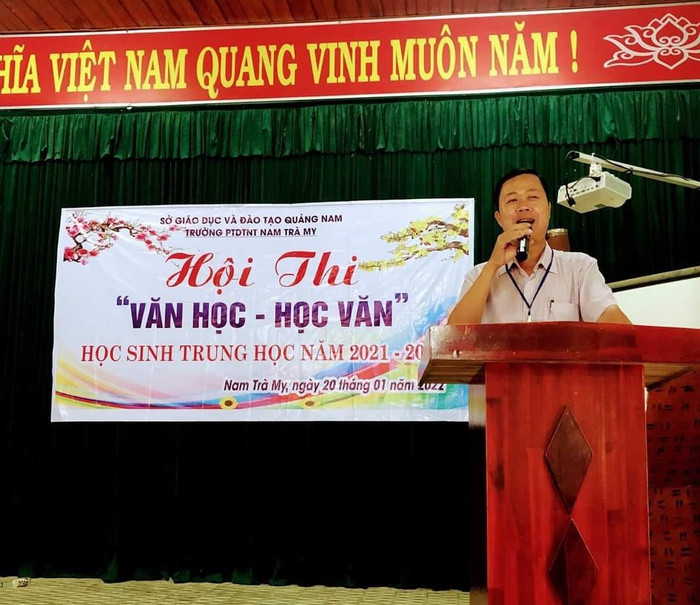 HĨA VIỆT NAM QUANG VINH MUÔN NĂM !
SỞ GIÁO DỤC VÀ ĐÀO TẠO QUẢNG NAM
TRƯỜNG PTDTNT NAM TRÀ MY
Hội Thi
“VĂN HỌC - HỌC VĂN”
HỌC SINH TRUNG HỌC NĂM 2021 - 20
Nam Trà My, ngày 20 tháng 01 năm 2022